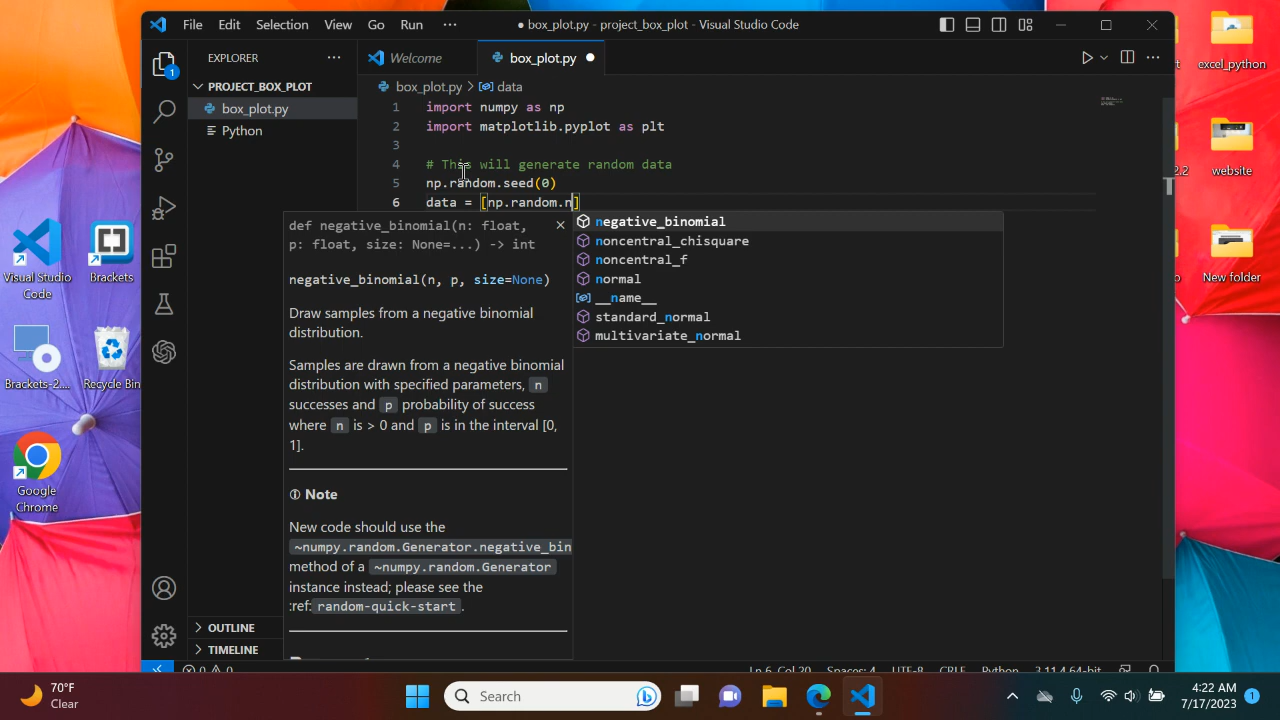 File Edit Selection View Go Run ··· ● box_plot.py - project_box_plot - Visual Studio Code
EXPLORER ···
Welcome
box_plot.py ●
PROJECT_BOX_PLOT
box_plot.py
Python
box_plot.py > data
1 import numpy as np
2 import matplotlib.pyplot as plt
3
4 # This will generate random data
5 np.random.seed(0)
6 data = [np.random.n]
def negative_binomial(n: float,
p: float, size: None=...) -> int
negative_binomial(n, p, size=None)
Draw samples from a negative binomial
distribution.
Samples are drawn from a negative binomial
distribution with specified parameters, n
successes and p probability of success
where n is > 0 and p is in the interval [0,
1].
Note
New code should use the
~numpy.random.Generator.negative_bin
method of a ~numpy.random.Generator
instance instead; please see the
:ref: random-quick-start .
negative_binomial
noncentral_chisquare
noncentral_f
normal
__name__
standard_normal
multivariate_normal
OUTLINE
TIMELINE
0 0
Ln 6, Col 20 Spaces: 4 UTF-8 CRLF Python 3.11.4 64-bit
1
Visual Studio
Code
Brackets
Brackets-2....
Recycle Bin
Google
Chrome
excel_python
website
New folder
70°F
Clear
Search
4:22 AM
7/17/2023
1